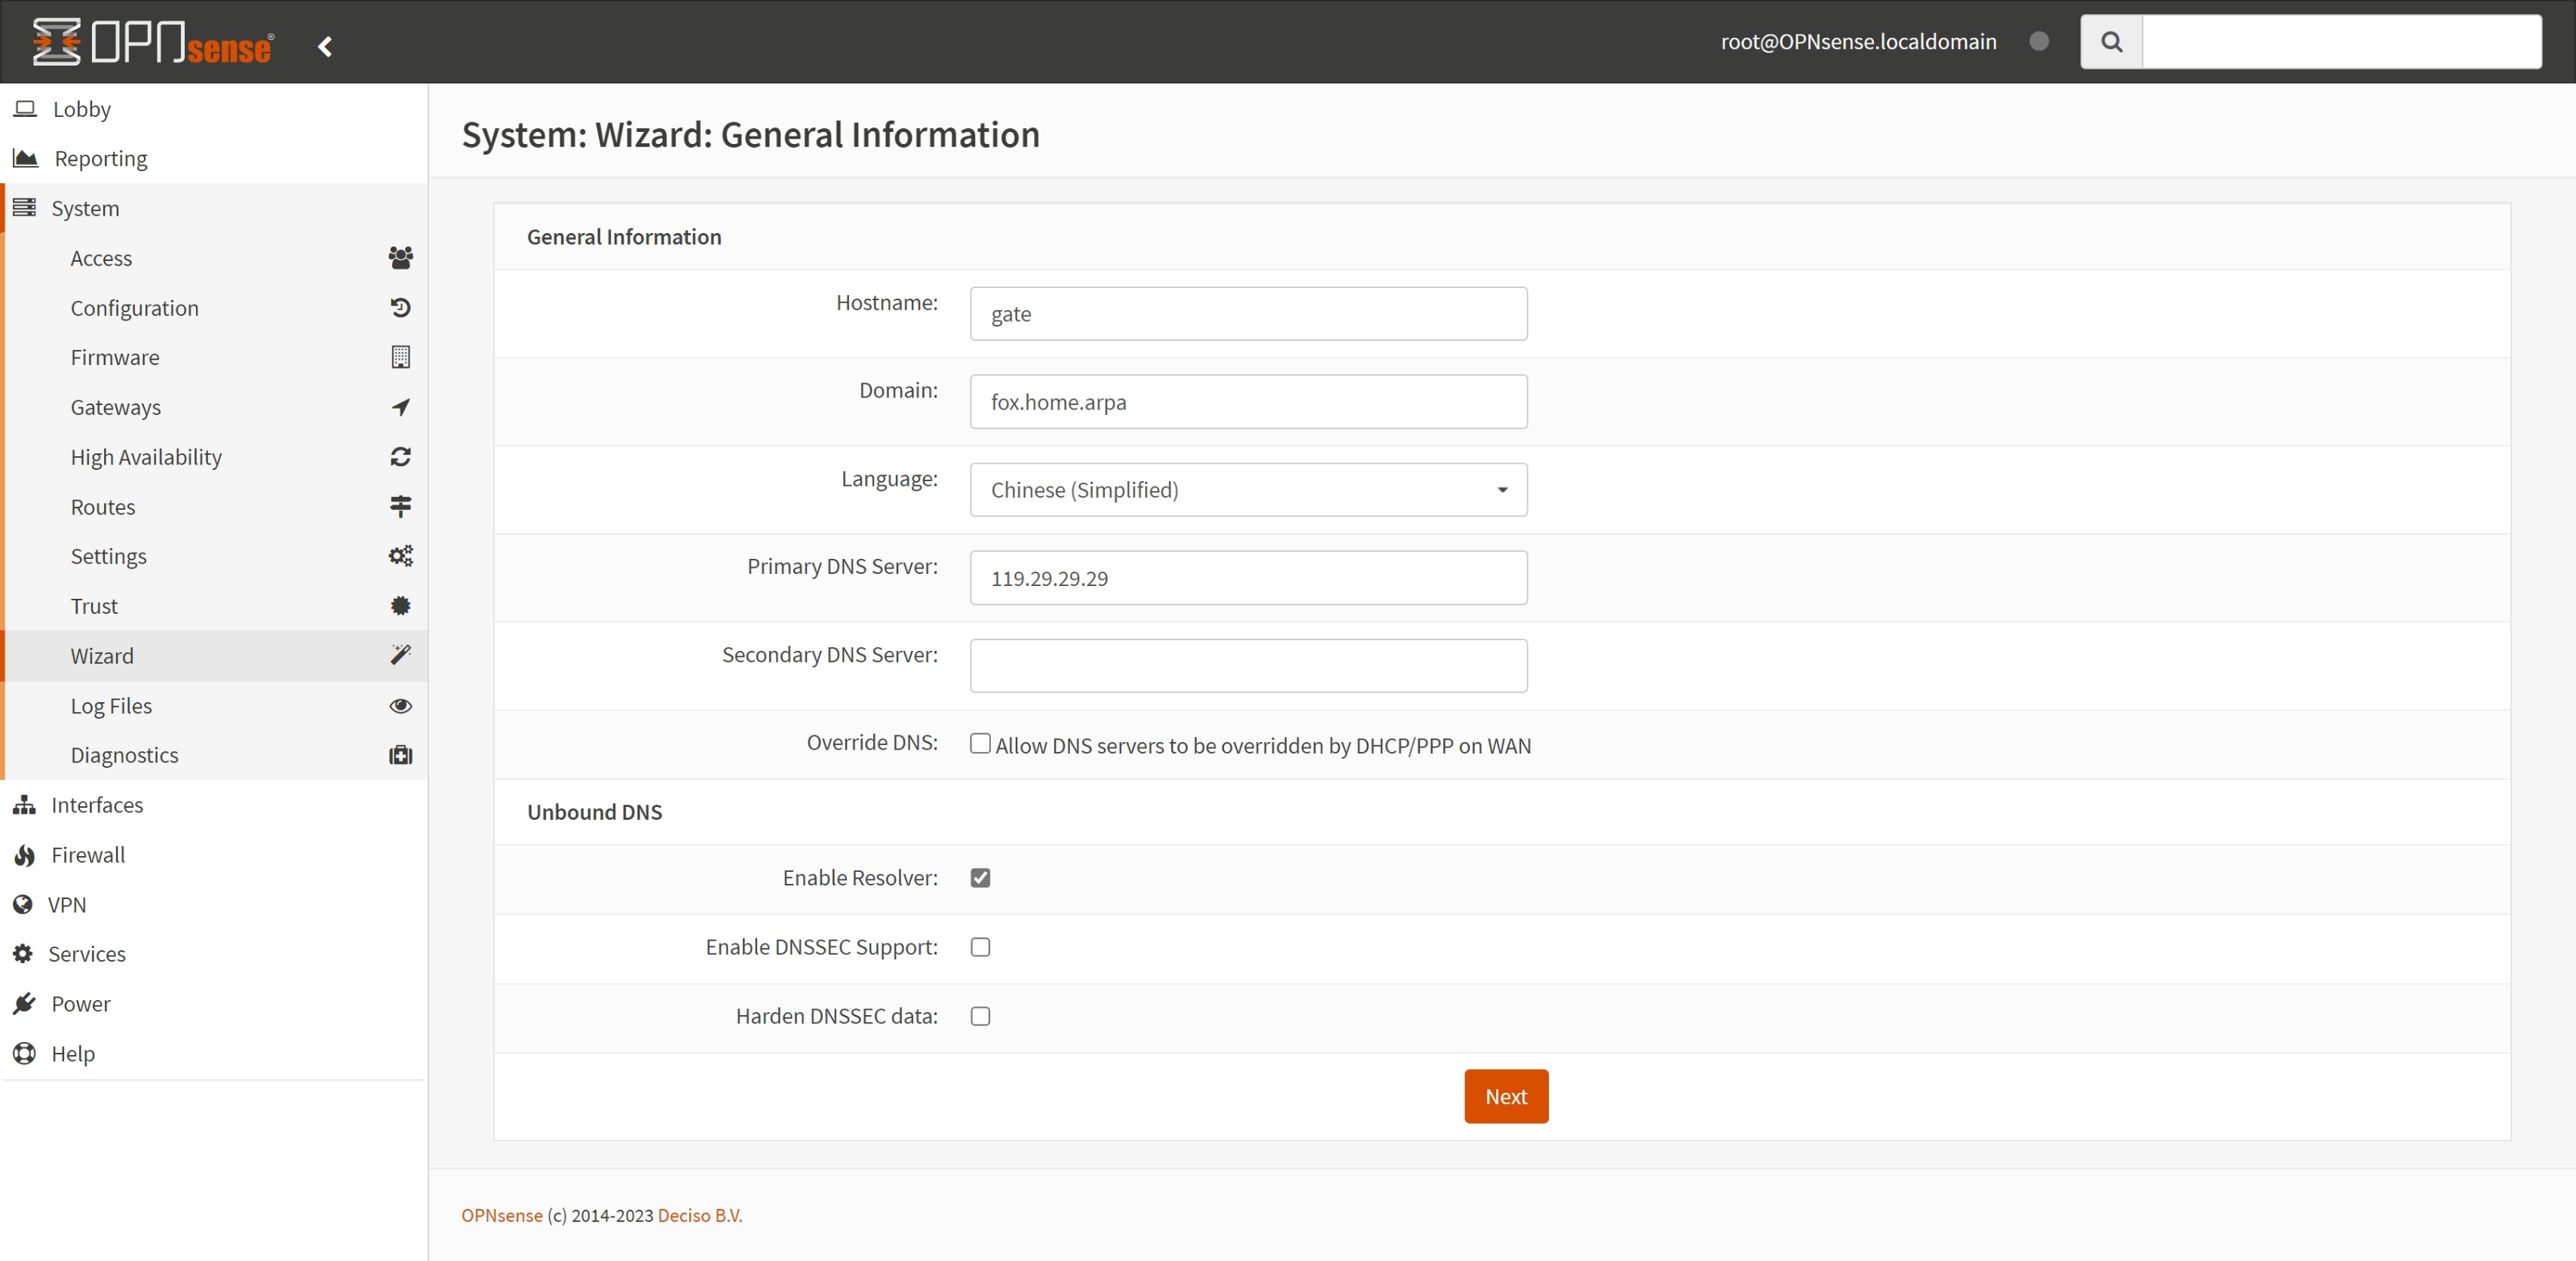 OPNsense®
root@OPNsense.localdomain
Lobby
Reporting
System
Access
Configuration
Firmware
Gateways
High Availability
Routes
Settings
Trust
Wizard
Log Files
Diagnostics
Interfaces
Firewall
VPN
Services
Power
Help
System: Wizard: General Information
General Information
Hostname: gate
Domain: fox.home.arpa
Language: Chinese (Simplified)
Primary DNS Server: 119.29.29.29
Secondary DNS Server:
Override DNS: Allow DNS servers to be overridden by DHCP/PPP on WAN
Unbound DNS
Enable Resolver:
Enable DNSSEC Support:
Harden DNSSEC data:
Next
OPNsense (c) 2014-2023 Deciso B.V.